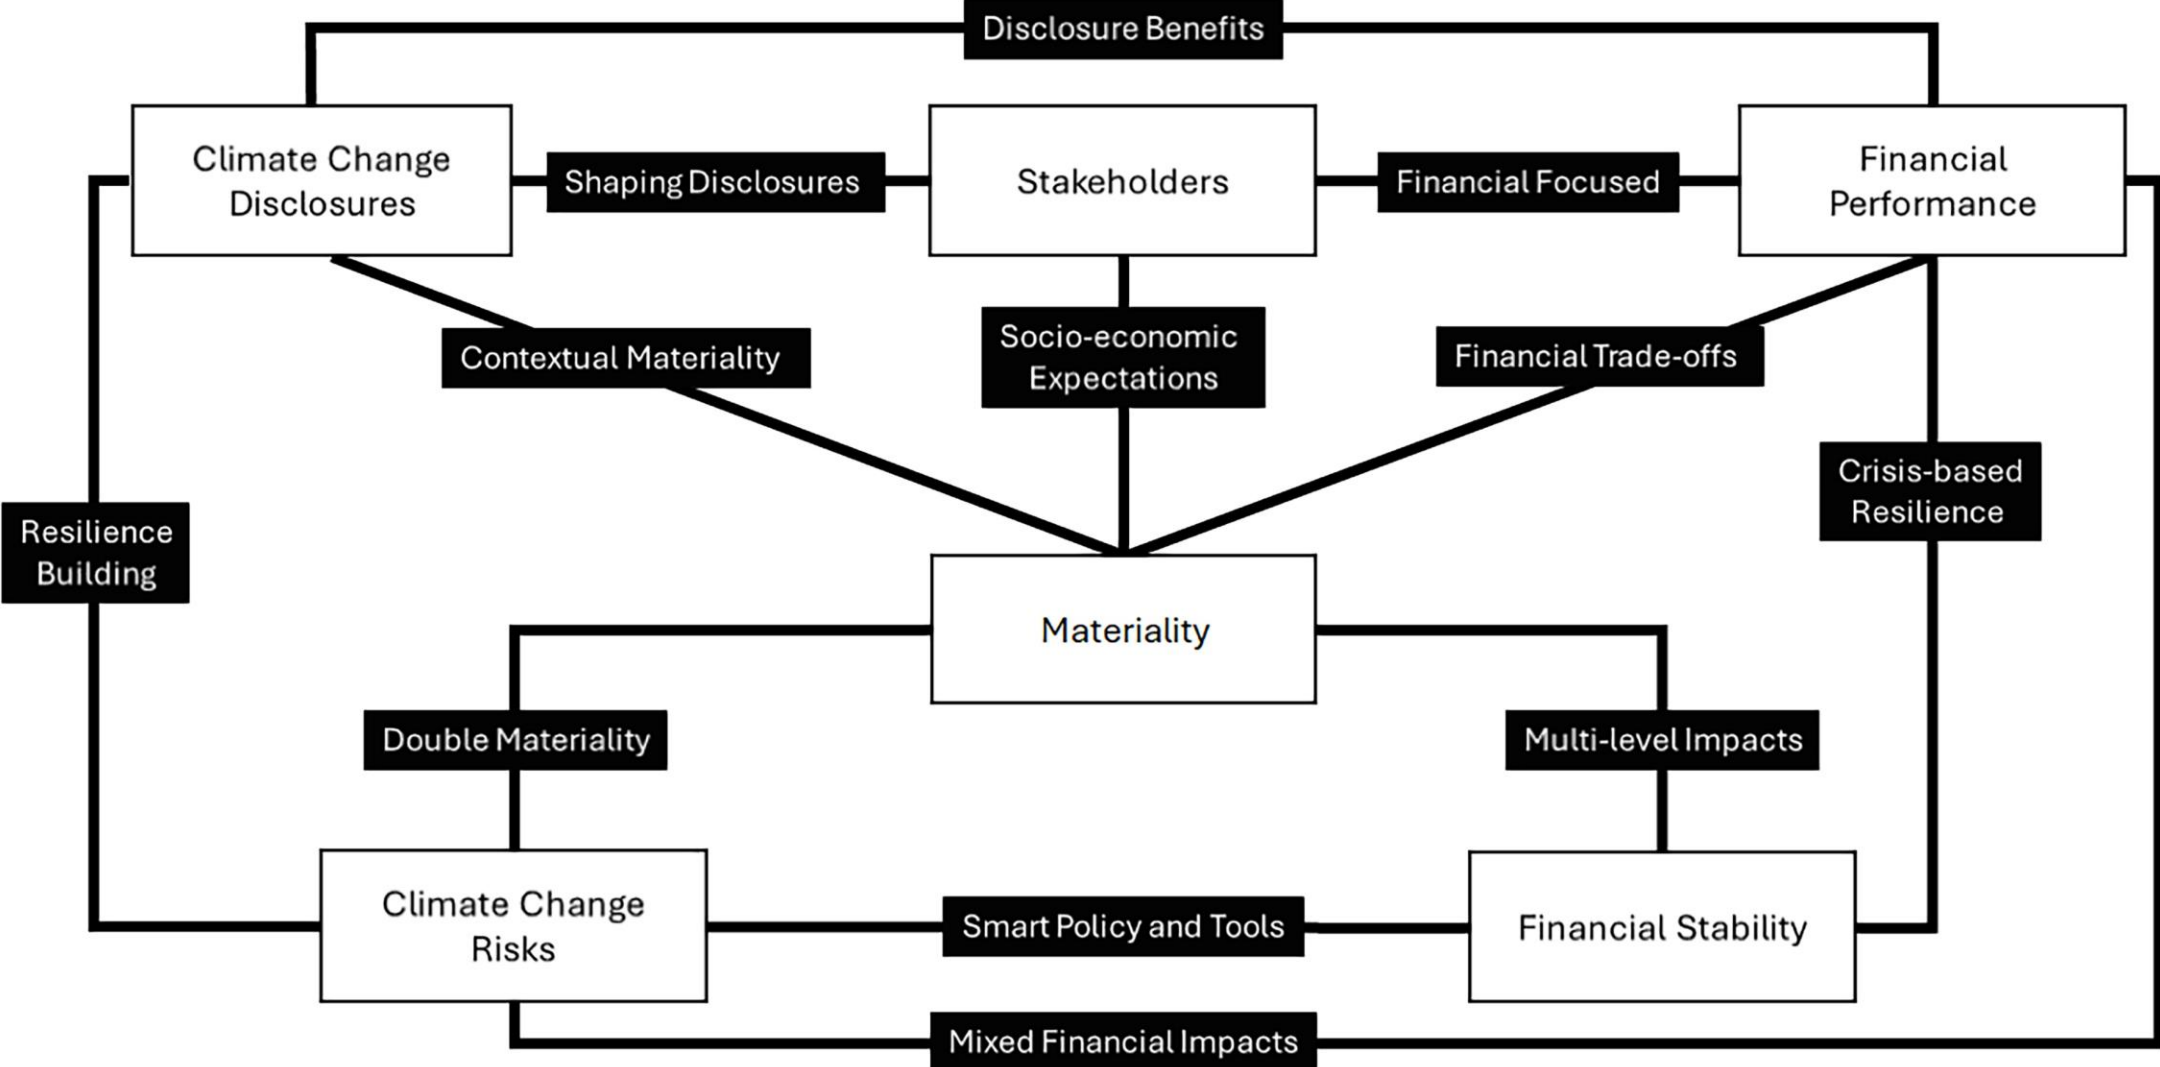 Disclosure Benefits
Climate Change
Disclosures
Shaping Disclosures
Stakeholders
Financial Focused
Financial
Performance
Contextual Materiality
Socio-economic
Expectations
Financial Trade-offs
Crisis-based
Resilience
Resilience
Building
Materiality
Double Materiality
Multi-level Impacts
Climate Change
Risks
Smart Policy and Tools
Financial Stability
Mixed Financial Impacts